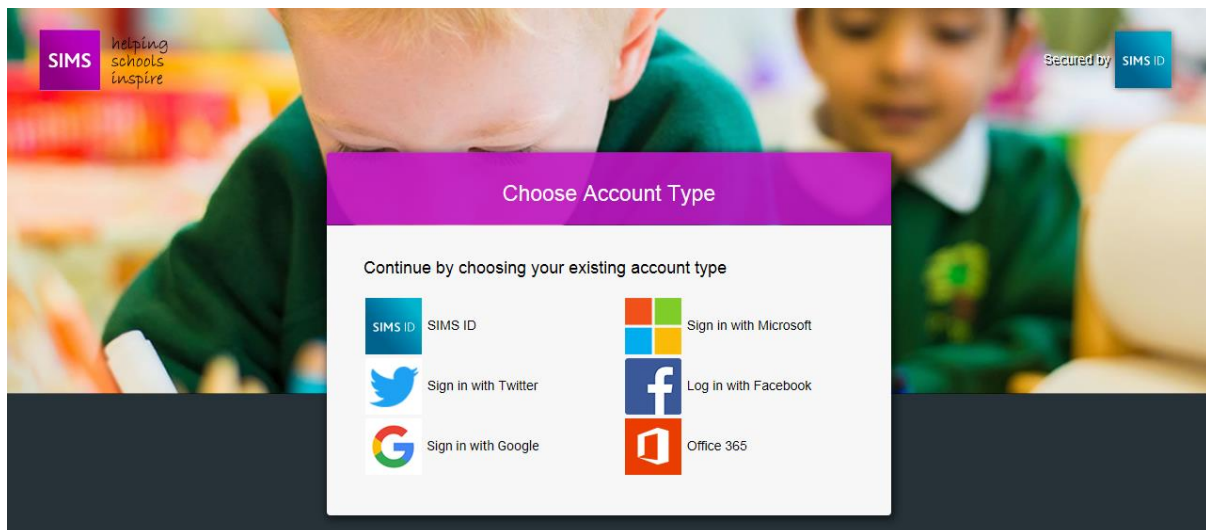 SIMS
helping
schools
inspire
Secured by
SIMS ID
Choose Account Type
Continue by choosing your existing account type
SIMS ID
SIMS ID
Sign in with Microsoft
Sign in with Twitter
Log in with Facebook
Sign in with Google
Office 365